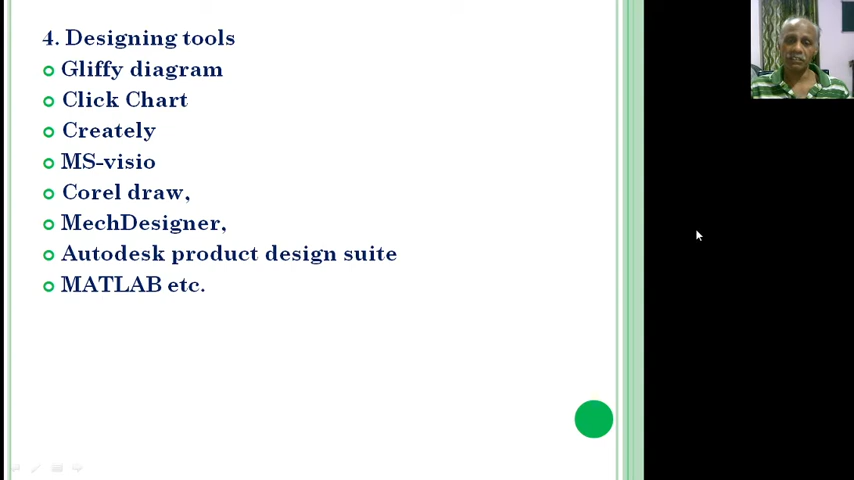 4. Designing tools
Gliffy diagram
Click Chart
Creately
MS-visio
Corel draw,
MechDesigner,
Autodesk product design suite
MATLAB etc.